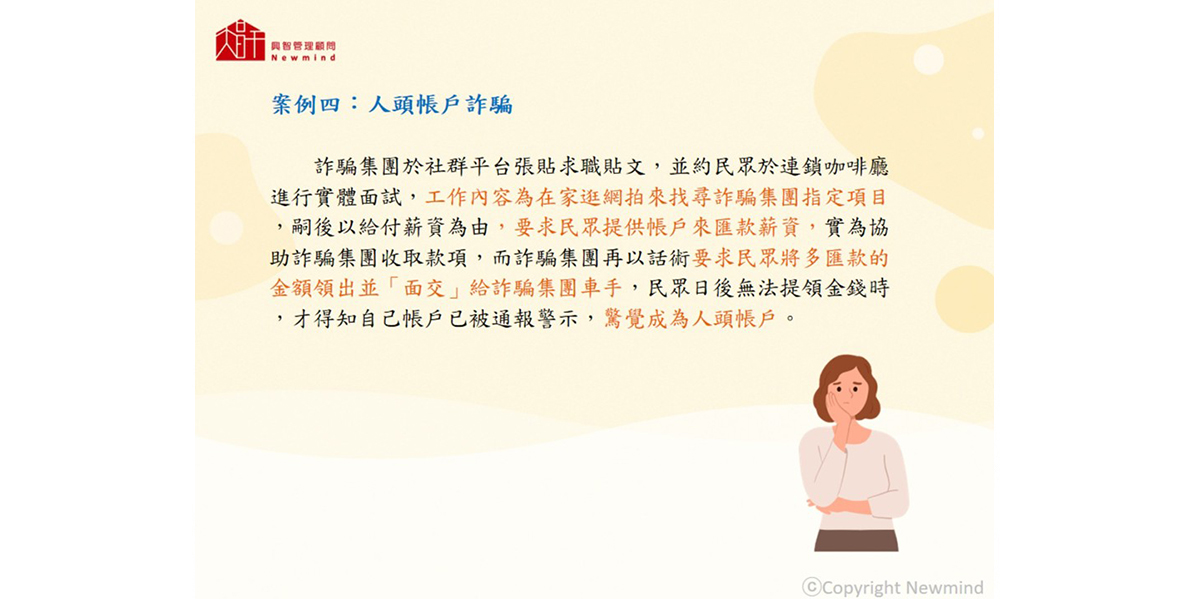 興智管理顧問
Newmind
案例四：人頭帳戶詐騙
詐騙集團於社群平台張貼求職貼文，並約民眾於連鎖咖啡廳
進行實體面試，工作內容為在家逛網拍來找尋詐騙集團指定項目
，嗣後以給付薪資為由，要求民眾提供帳戶來匯款薪資，實為協
助詐騙集團收取款項，而詐騙集團再以話術要求民眾將多匯款的
金額領出並「面交」給詐騙集團車手，民眾日後無法提領金錢時
，才得知自己帳戶已被通報警示，驚覺成為人頭帳戶。
ⓒCopyright Newmind